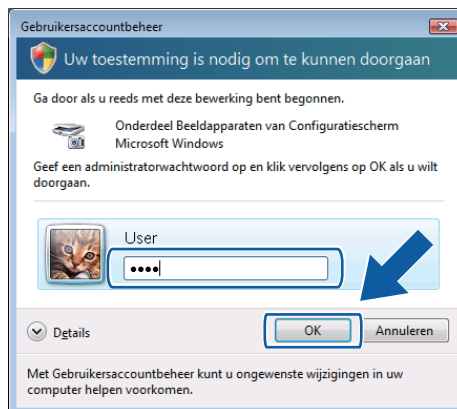 Gebruikersaccountbeheer
Uw toestemming is nodig om te kunnen doorgaan
Ga door als u reeds met deze bewerking bent begonnen.
Onderdeel Beeldapparaten van Configuratiescherm
Microsoft Windows
Geef een administratorwachtwoord op en klik vervolgens op OK als u wilt
doorgaan.
User
••••
OK
Annuleren
Details
Met Gebruikersaccountbeheer kunt u ongewenste wijzigingen in uw
computer helpen voorkomen.